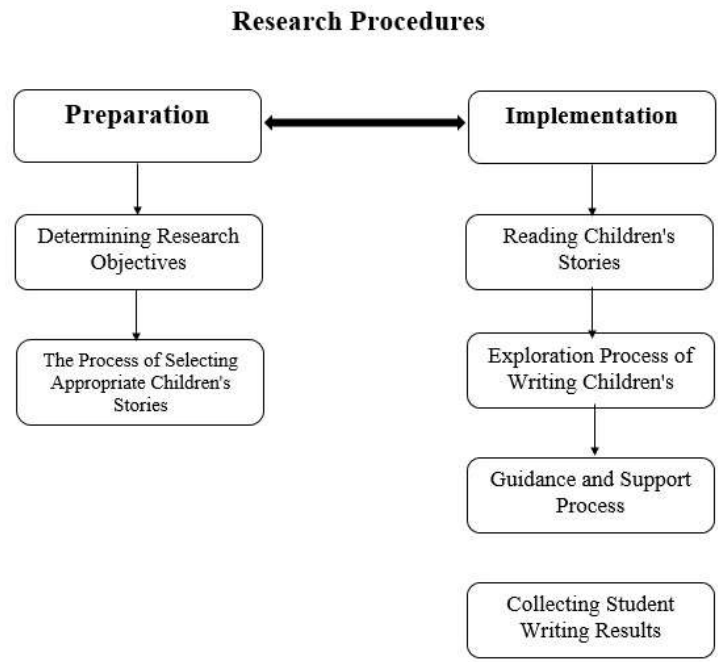 Research Procedures
Preparation
Implementation
Determining Research
Objectives
Reading Children's
Stories
The Process of Selecting
Appropriate Children's
Stories
Exploration Process of
Writing Children's
Guidance and Support
Process
Collecting Student
Writing Results